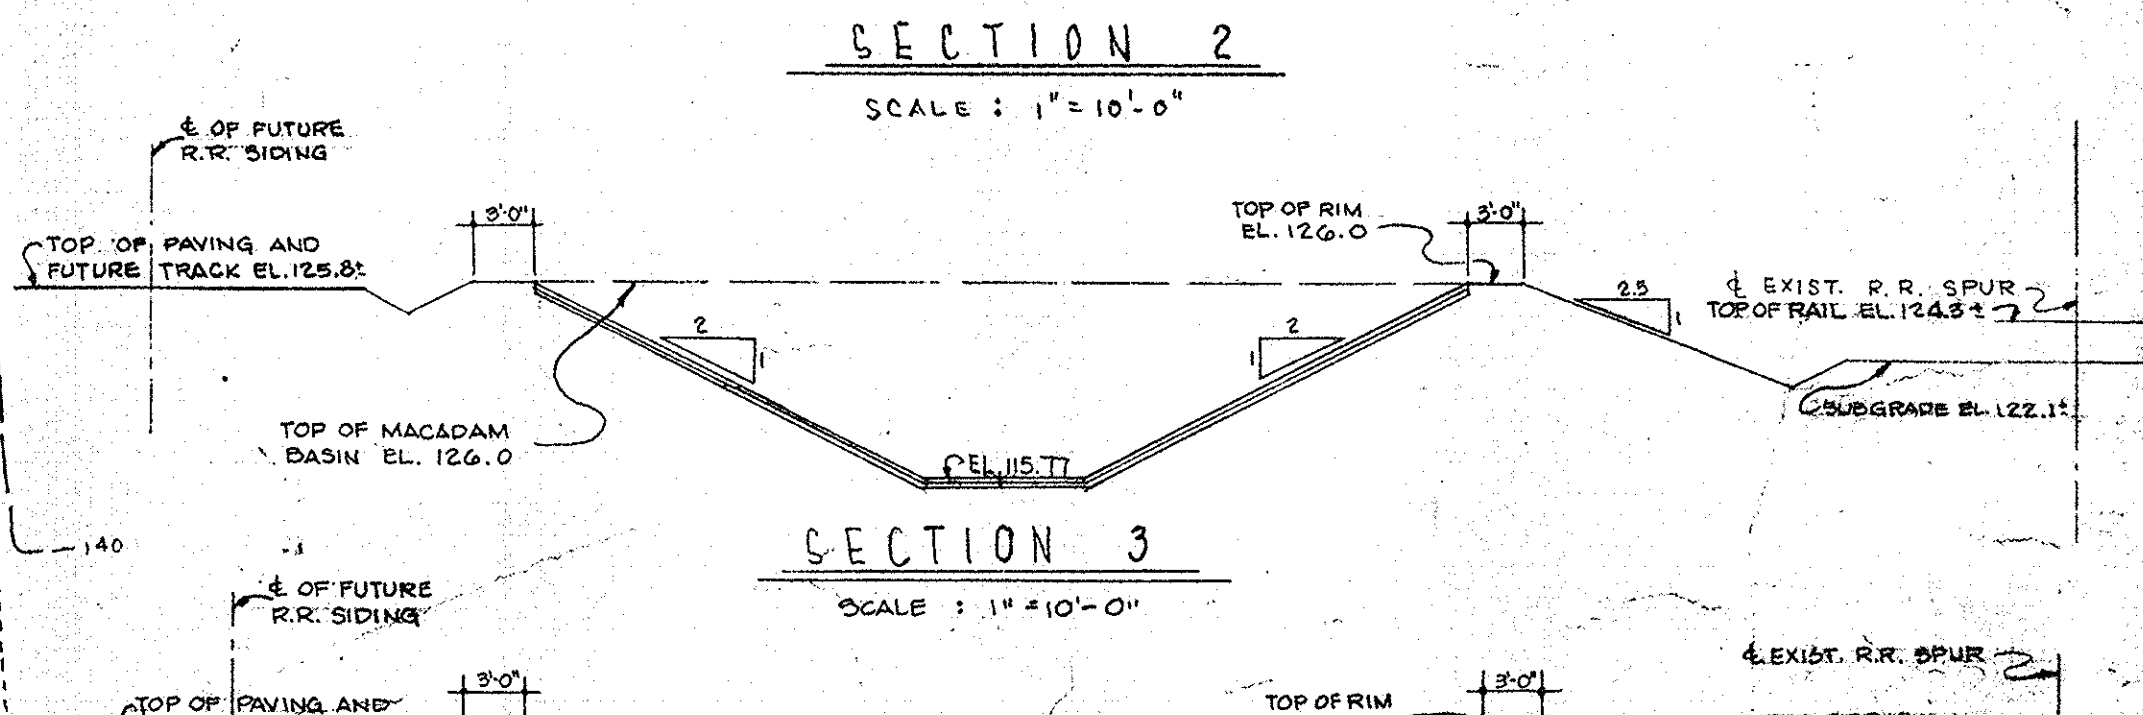 SECTION 2
SCALE : 1" = 10'-0"
℄ OF FUTURE
R.R. SIDING
3'-0"
TOP OF RIM
EL. 126.0
3'-0"
TOP OF PAVING AND
FUTURE TRACK EL. 125.8±
℄ EXIST. R.R. SPUR
TOP OF RAIL EL. 124.3±
2
1
2
1
2.5
1
SUBGRADE EL. 122.1±
TOP OF MACADAM
BASIN EL. 126.0
EL. 115.77
140
SECTION 3
SCALE : 1" = 10'-0"
℄ OF FUTURE
R.R. SIDING
℄ EXIST. R.R. SPUR
3'-0"
3'-0"
TOP OF PAVING AND
TOP OF RIM